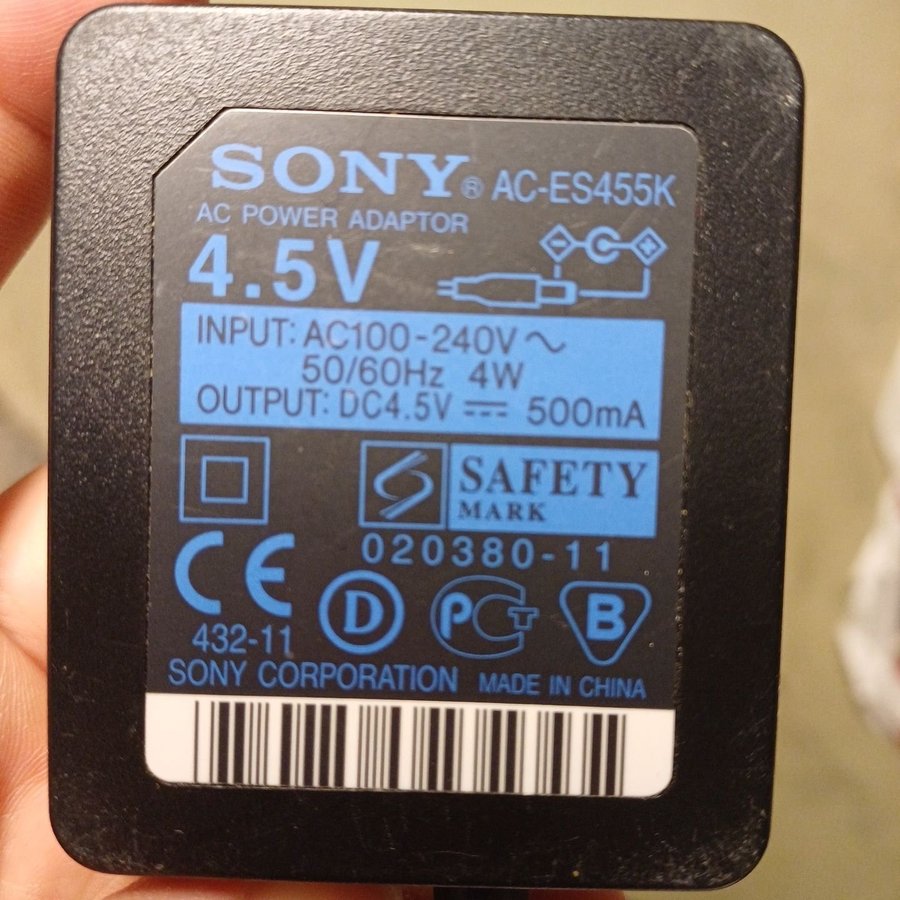 SONY® AC-ES455K
AC POWER ADAPTOR
4.5V
INPUT: AC100-240V～
50/60Hz 4W
OUTPUT: DC4.5V ⎓ 500mA
SAFETY
MARK
020380-11
CE
D PCT B
432-11
SONY CORPORATION MADE IN CHINA